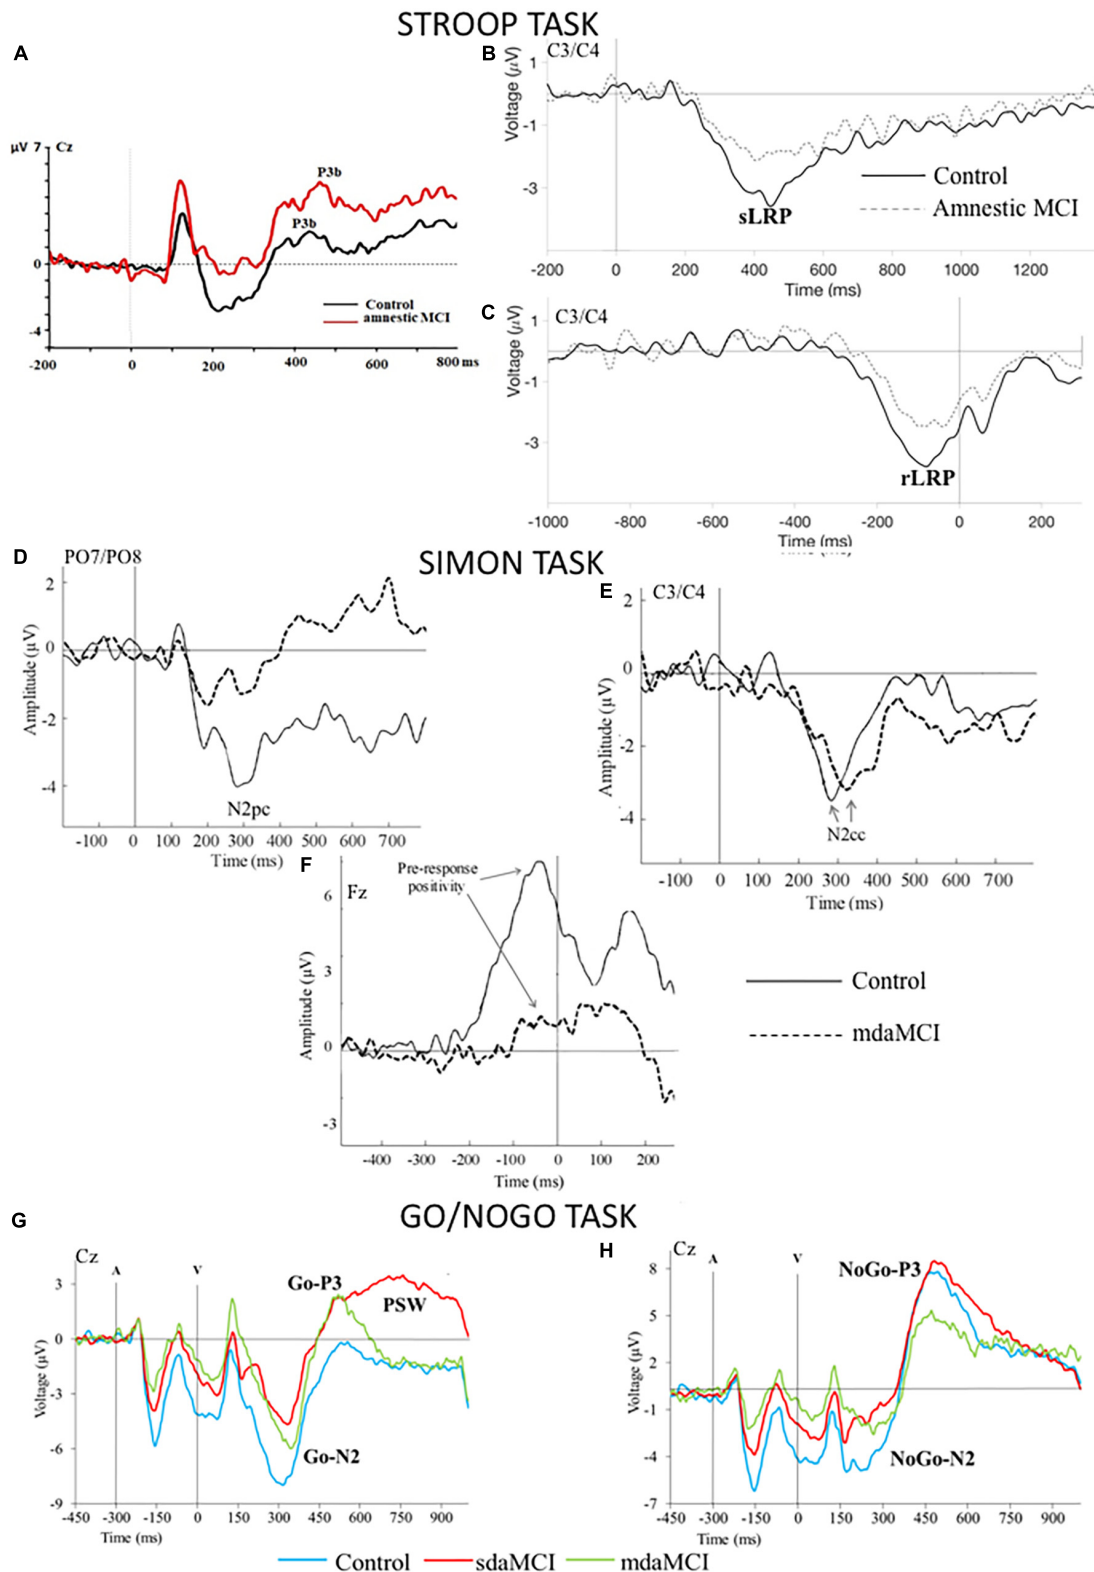 STROOP TASK
A
µV 7
Cz
P3b
P3b
0
-4
Control
amnestic MCI
-200 0 200 400 600 800 ms
B
C3/C4
Voltage (µV)
1
-1
-3
sLRP
Control
Amnestic MCI
-200 0 200 400 600 800 1000 1200
Time (ms)
C
C3/C4
Voltage (µV)
1
-1
-3
rLRP
-1000 -800 -600 -400 -200 0 200
Time (ms)
SIMON TASK
D
PO7/PO8
Amplitude (µV)
2
0
-2
-4
N2pc
-100 0 100 200 300 400 500 600 700
Time (ms)
E
C3/C4
Amplitude (µV)
2
0
-2
-4
N2cc
-100 0 100 200 300 400 500 600 700
Time (ms)
F
Fz
Pre-response
positivity
Amplitude (µV)
6
3
0
-3
-400 -300 -200 -100 0 100 200
Time (ms)
Control
mdaMCI
GO/NOGO TASK
G
Cz
A
V
Voltage (µV)
3
0
-3
-6
-9
Go-P3
PSW
Go-N2
-450 -300 -150 0 150 300 450 600 750 900
Time (ms)
H
Cz
A
V
Voltage (µV)
8
5
2
-1
-4
-7
NoGo-P3
NoGo-N2
-450 -300 -150 0 150 300 450 600 750 900
Time (ms)
Control
sdaMCI
mdaMCI